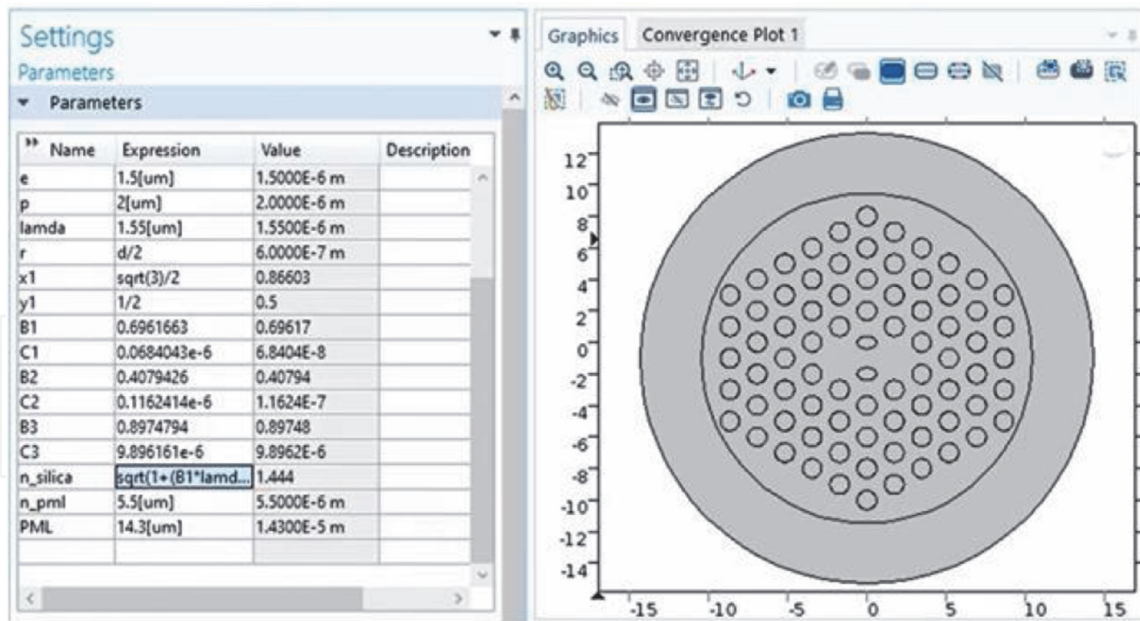 Settings
Parameters
Parameters
Name Expression Value Description
e 1.5[um] 1.5000E-6 m
p 2[um] 2.0000E-6 m
lamda 1.55[um] 1.5500E-6 m
r d/2 6.0000E-7 m
x1 sqrt(3)/2 0.86603
y1 1/2 0.5
B1 0.6961663 0.69617
C1 0.0684043e-6 6.8404E-8
B2 0.4079426 0.40794
C2 0.1162414e-6 1.1624E-7
B3 0.8974794 0.89748
C3 9.896161e-6 9.8962E-6
n_silica sqrt(1+(B1*lamd... 1.444
n_pml 5.5[um] 5.5000E-6 m
PML 14.3[um] 1.4300E-5 m
Graphics Convergence Plot 1
12
10
8
6
4
2
0
-2
-4
-6
-8
-10
-12
-14
-15 -10 -5 0 5 10 15